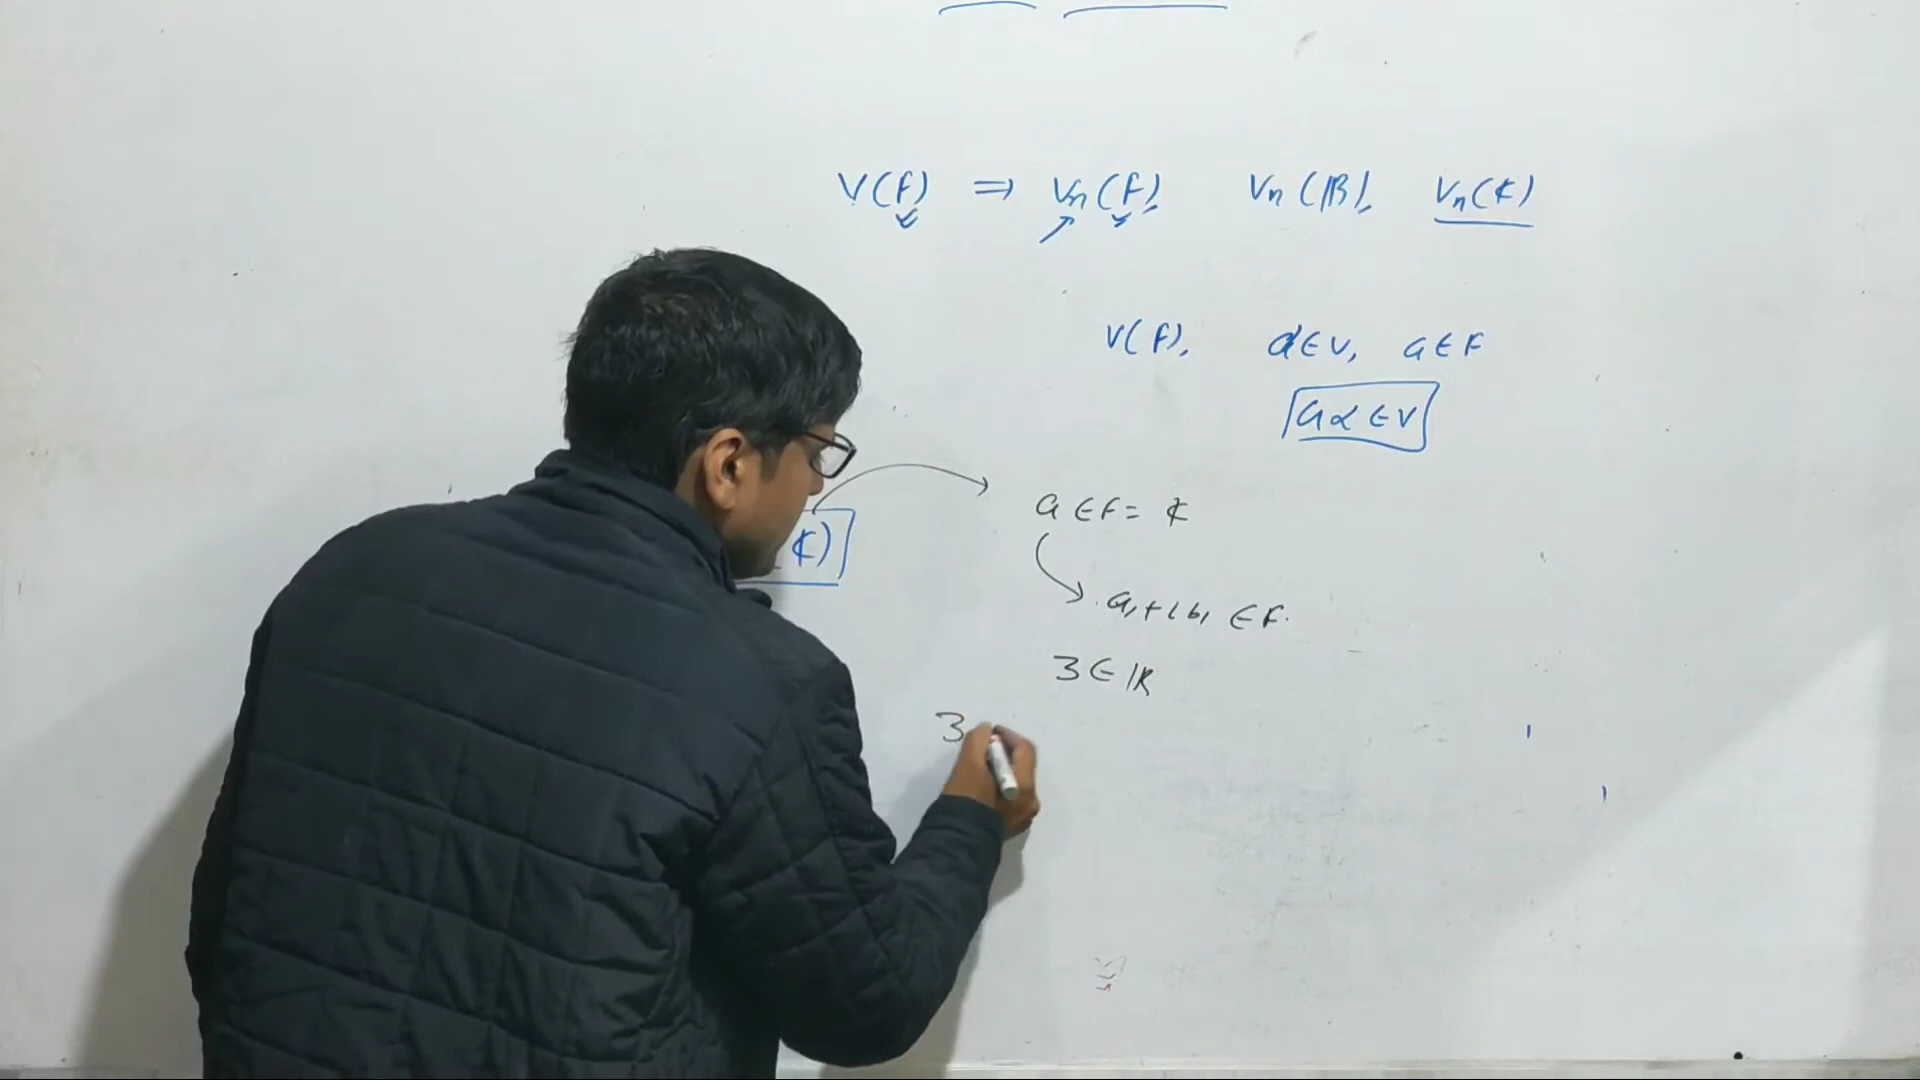 V(F) ⇒ Vn(F), Vn(R), Vn(₵)
V(F), α∈V, a∈F
aα∈V
a∈F= ₵
₵)
a₁+ib₁ ∈F.
3∈R
3